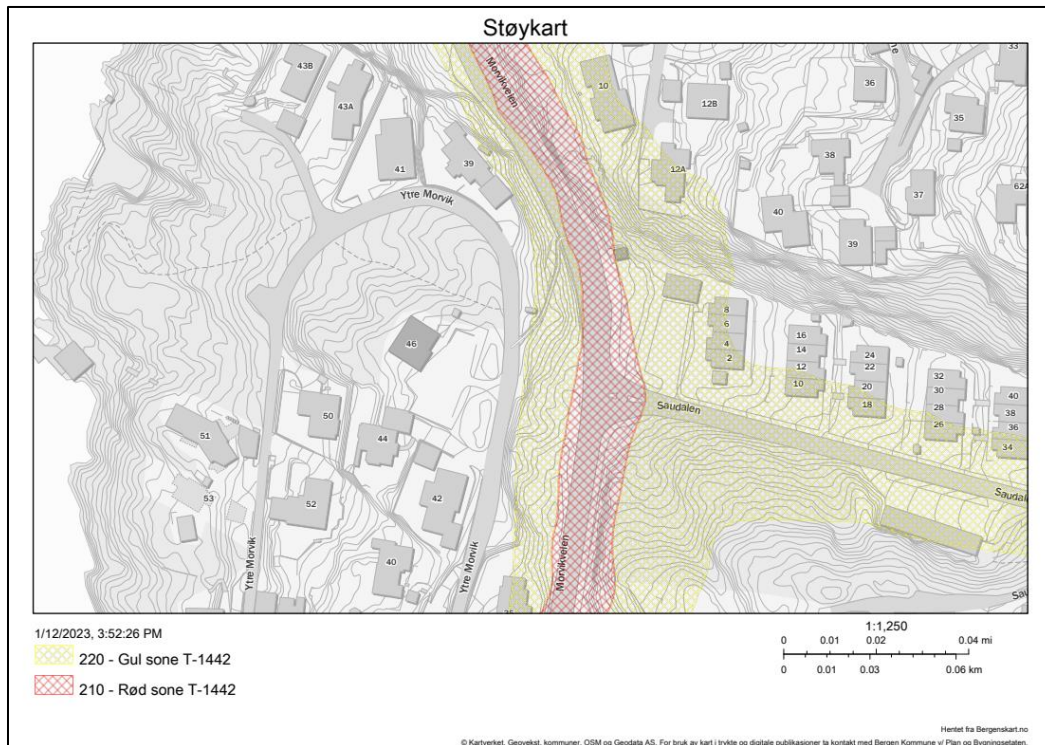 Støykart
43B
43A
41
39
Morvikveien
10
12B
12A
36
35
33
38
37
62A
40
39
Ytre Morvik
46
8
6
4
2
16
14
12
10
24
22
20
18
32
30
28
26
40
38
36
34
Saudalen
Saudalen
50
44
51
53
52
42
40
Ytre Morvik
Ytre Morvik
Morvikveien
1/12/2023, 3:52:26 PM
220 - Gul sone T-1442
210 - Rød sone T-1442
1:1,250
0 0.01 0.02 0.04 mi
0 0.01 0.03 0.06 km
Hentet fra Bergenskart.no
© Kartverket, Geovekst, kommuner, OSM og Geodata AS. For bruk av kart i trykte og digitale publikasjoner ta kontakt med Bergen Kommune v/ Plan og Bygningsetaten.